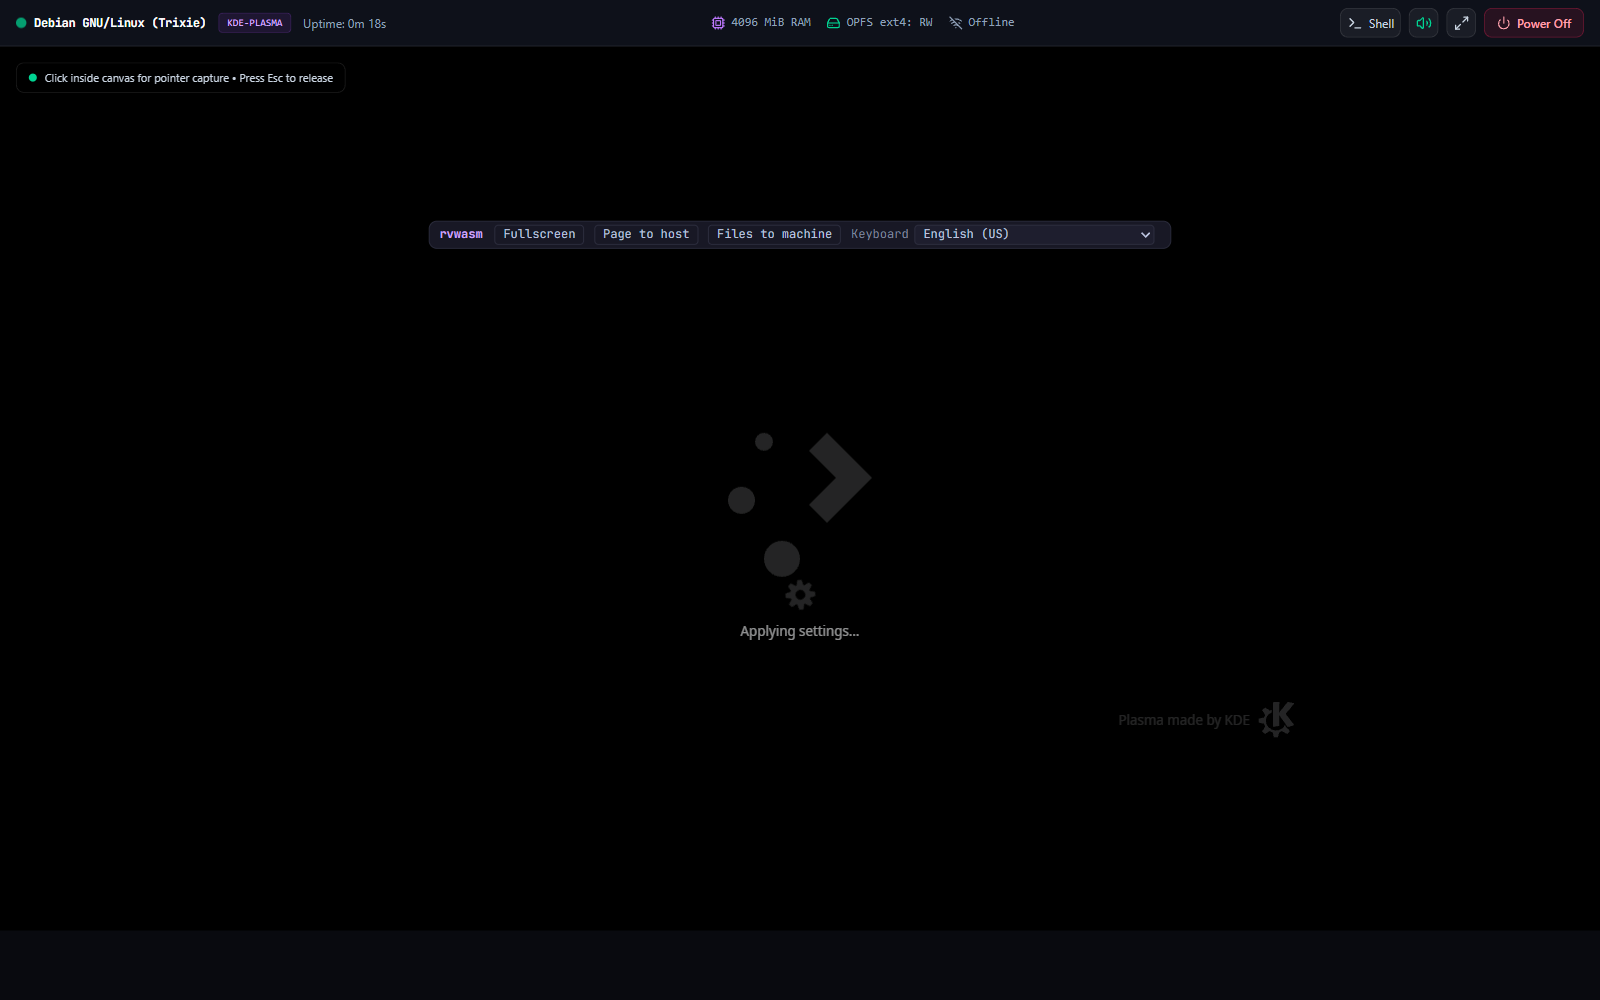 Debian GNU/Linux (Trixie) KDE-PLASMA Uptime: 0m 18s 4096 MiB RAM OPFS ext4: RW Offline Shell Power Off
Click inside canvas for pointer capture • Press Esc to release
rvwasm Fullscreen Page to host Files to machine Keyboard English (US)
Applying settings...
Plasma made by KDE